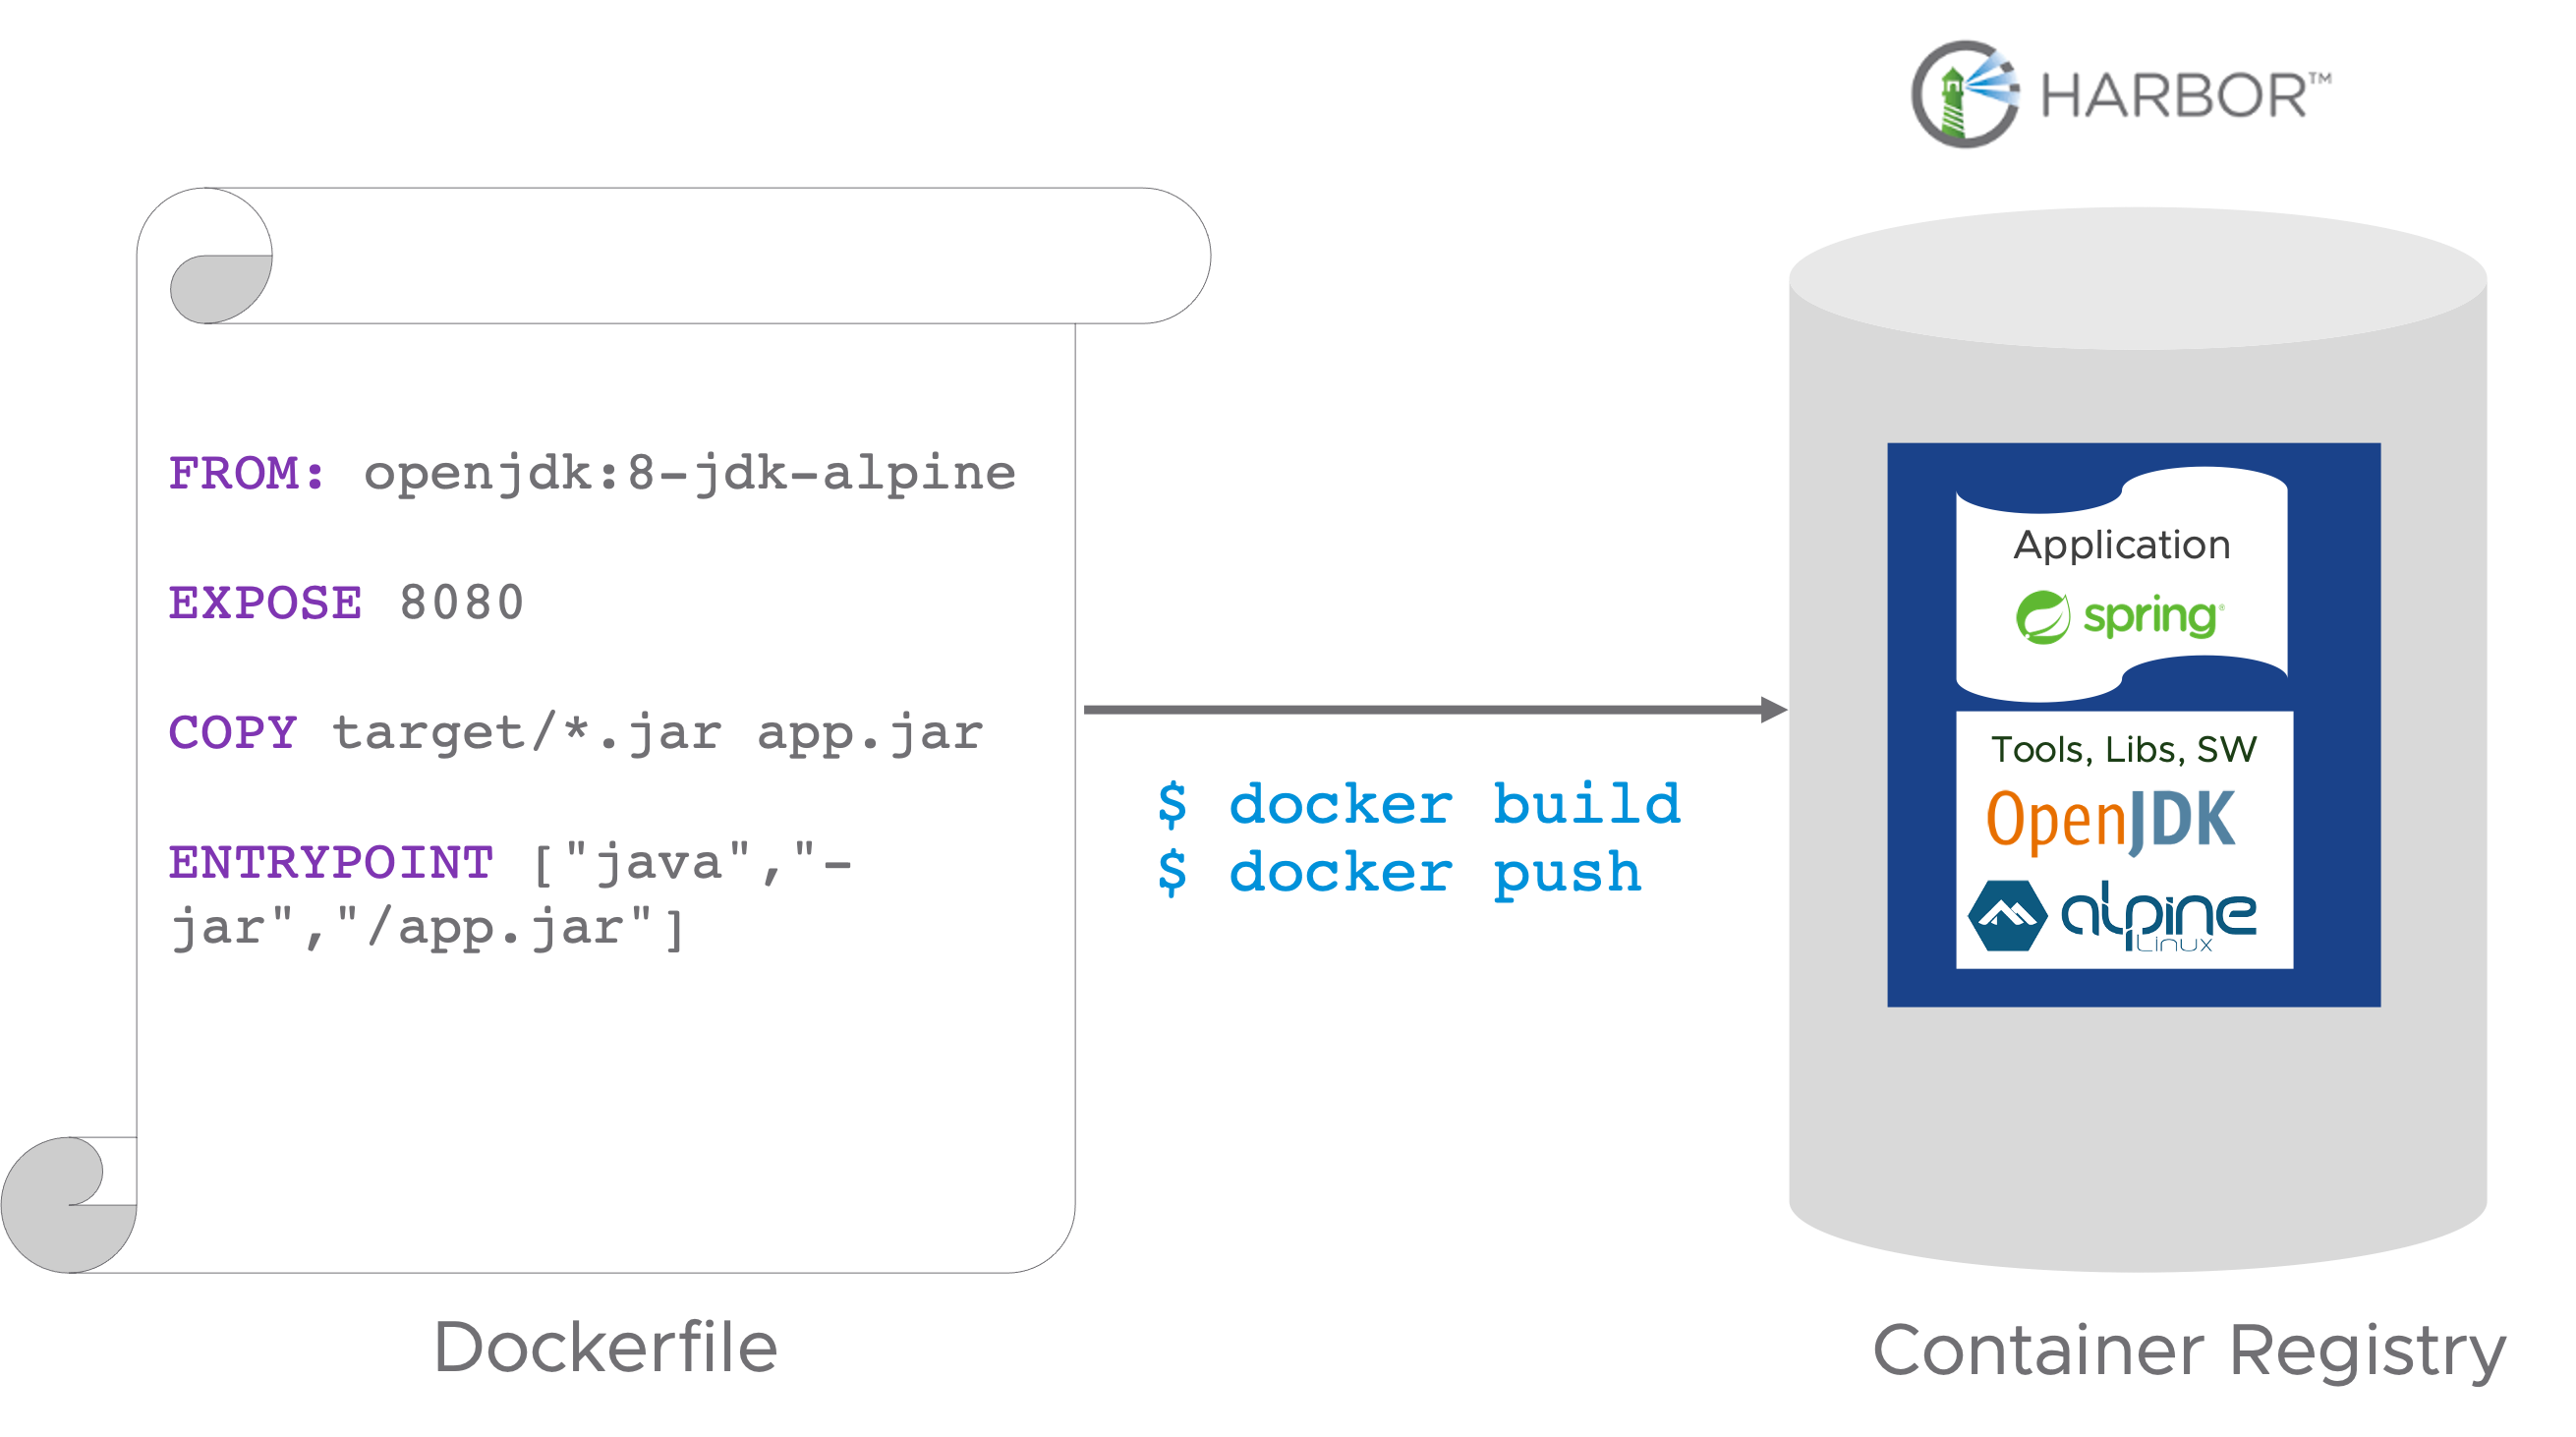 HARBOR™
FROM: openjdk:8-jdk-alpine
EXPOSE 8080
COPY target/*.jar app.jar
ENTRYPOINT ["java","-
jar","/app.jar"]
$ docker build
$ docker push
Application
spring®
Tools, Libs, SW
OpenJDK
alpine
Linux
Dockerfile
Container Registry